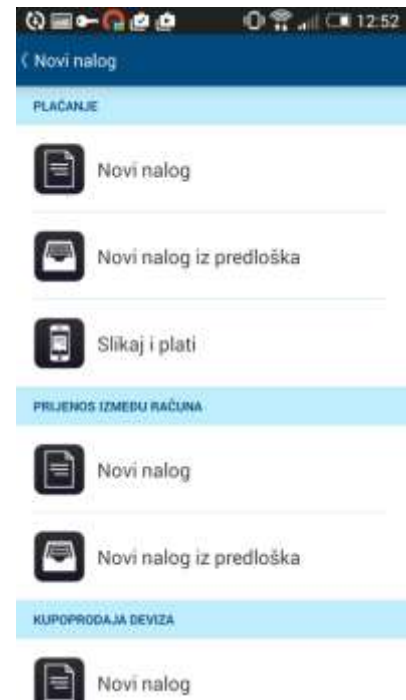 12:52
Novi nalog
PLAĆANJE
Novi nalog
Novi nalog iz predloška
Slikaj i plati
PRIJENOS IZMEĐU RAČUNA
Novi nalog
Novi nalog iz predloška
KUPOPRODAJA DEVIZA
Novi nalog